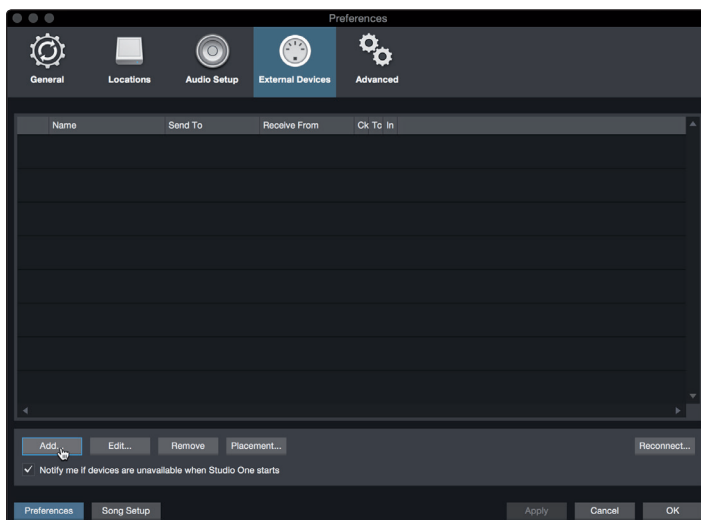 Preferences
General Locations Audio Setup External Devices Advanced
Name Send To Receive From Ck Tc In
Add... Edit... Remove Placement... Reconnect...
Notify me if devices are unavailable when Studio One starts
Preferences Song Setup Apply Cancel OK